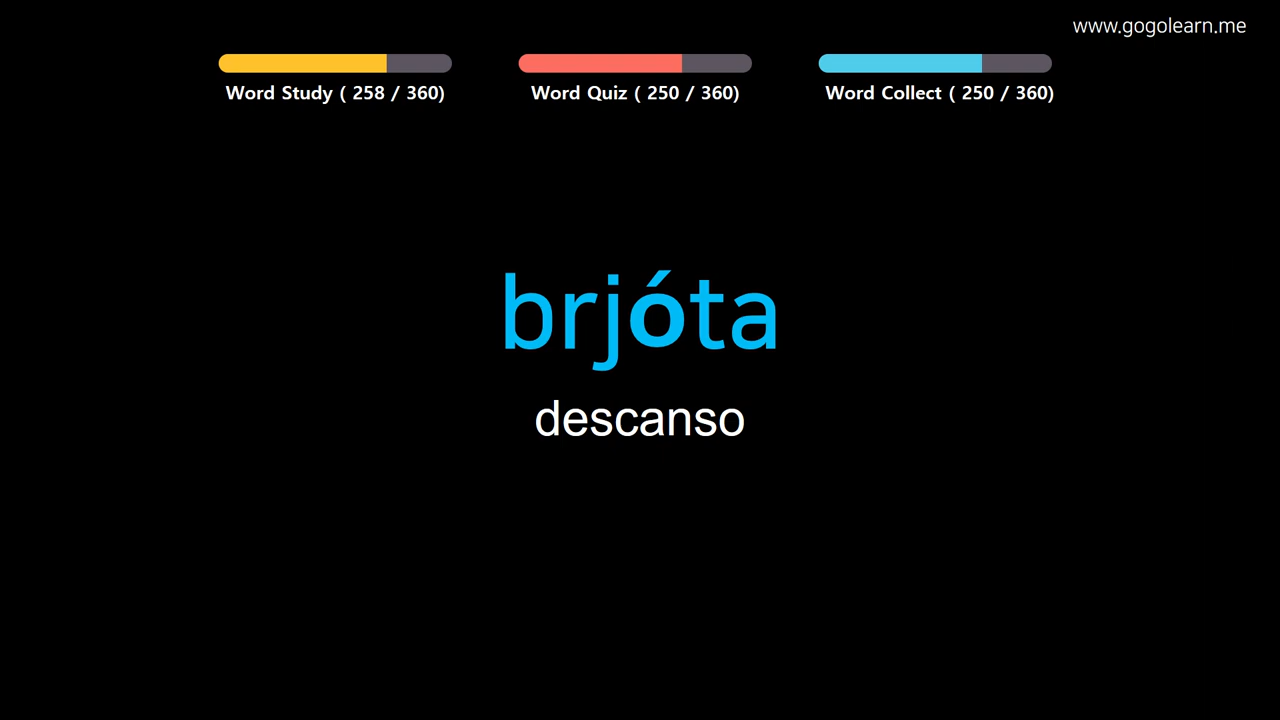 www.gogolearn.me
Word Study ( 258 / 360)
Word Quiz ( 250 / 360)
Word Collect ( 250 / 360)
brjóta
descanso